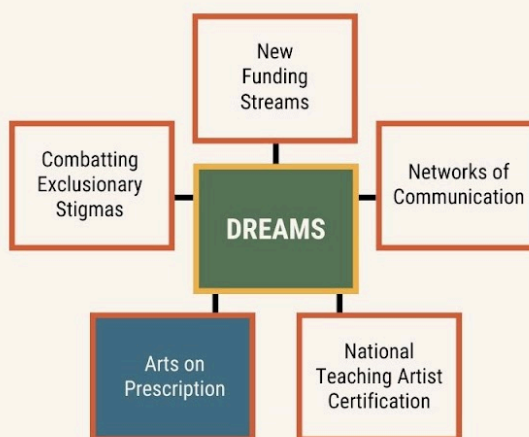 New
Funding
Streams
Combatting
Exclusionary
Stigmas
Networks of
Communication
DREAMS
Arts on
Prescription
National
Teaching Artist
Certification